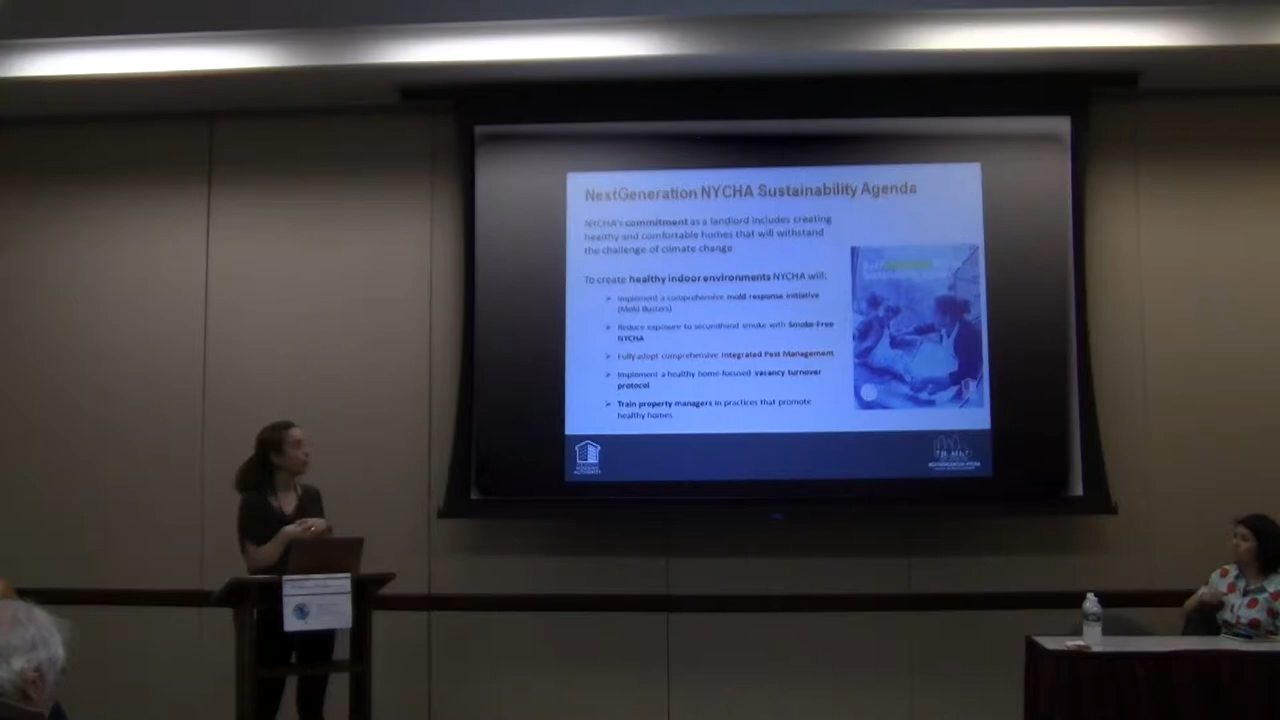 NextGeneration NYCHA Sustainability Agenda
NYCHA's commitment as a landlord includes creating
healthy and comfortable homes that will withstand
the challenge of climate change
To create healthy indoor environments NYCHA will:
➢ Implement a comprehensive mold response initiative
(Mold Busters)
➢ Reduce exposure to secondhand smoke with Smoke-Free
NYCHA
➢ Fully adopt comprehensive Integrated Pest Management
➢ Implement a healthy home-focused vacancy turnover
protocol
➢ Train property managers in practices that promote
healthy homes
HOUSING
AUTHORITY